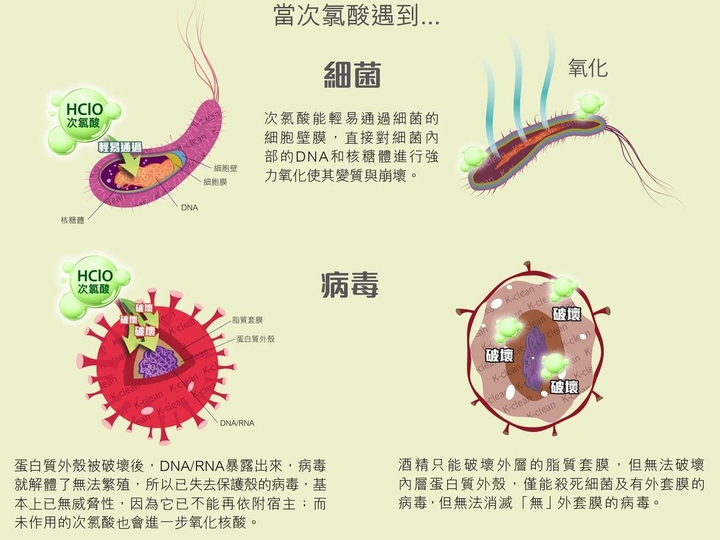 當次氯酸遇到...
細菌
氧化
HClO
次氯酸
輕易通過
次氯酸能輕易通過細菌的
細胞壁膜，直接對細菌內
部的DNA和核糖體進行強
力氧化使其變質與崩壞。
細胞壁
細胞膜
DNA
核糖體
K-clean
病毒
HClO
次氯酸
破壞
破壞
破壞
脂質套膜
蛋白質外殼
DNA/RNA
K-clean
破壞
破壞
破壞
K-clean
蛋白質外殼被破壞後，DNA/RNA暴露出來，病毒
就解體了無法繁殖，所以已失去保護殼的病毒，基
本上已無威脅性，因為它已不能再依附宿主；而
未作用的次氯酸也會進一步氧化核酸。
酒精只能破壞外層的脂質套膜，但無法破壞
內層蛋白質外殼，僅能殺死細菌及有外套膜的
病毒，但無法消滅「無」外套膜的病毒。